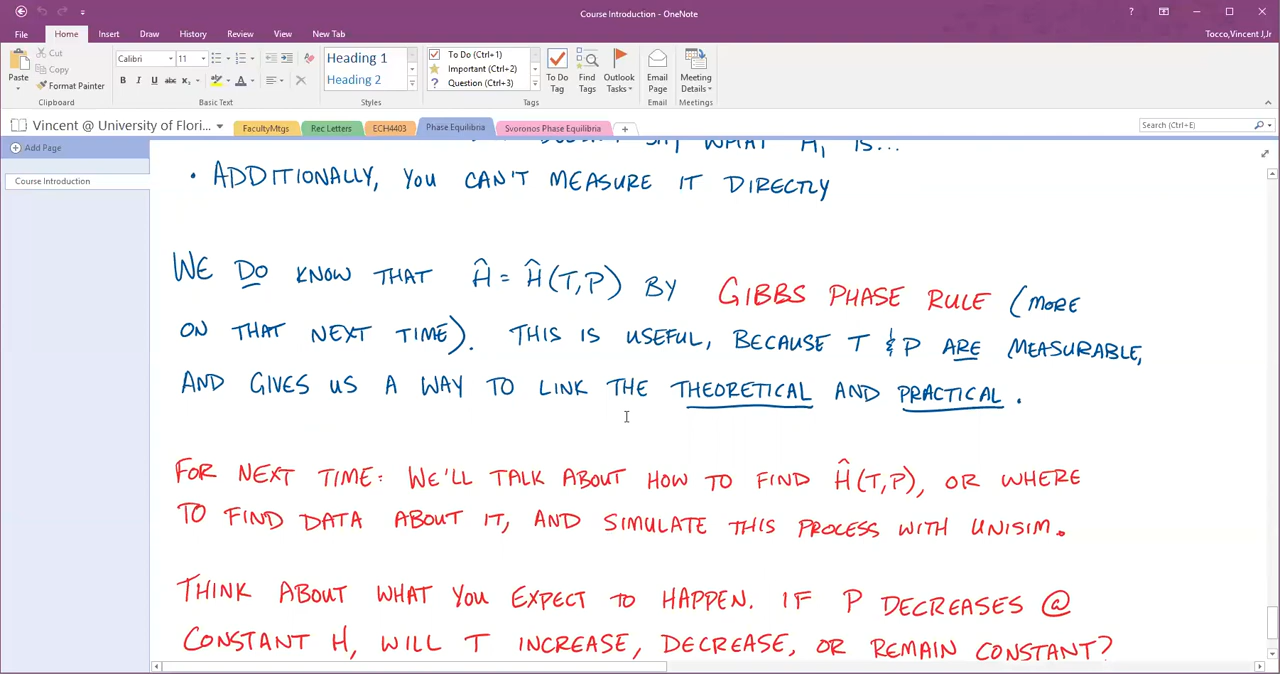 Course Introduction - OneNote
?
File Home Insert Draw History Review View New Tab
Tocco,Vincent J,Jr
Paste
Cut
Copy
Format Painter
Clipboard
Calibri 11
B I U abc x₂ A
Basic Text
Heading 1
Heading 2
Styles
To Do (Ctrl+1)
Important (Ctrl+2)
? Question (Ctrl+3)
To Do Tag
Find Tags
Outlook Tasks
Tags
Email Page
Email
Meeting Details
Meetings
Vincent @ University of Flori... FacultyMtgs Rec Letters ECH4403 Phase Equilibria Svoronos Phase Equilibria + Search (Ctrl+E)
Add Page
Course Introduction
WHAT Ĥ₁ IS...
• ADDITIONALLY, YOU CAN'T MEASURE IT DIRECTLY
WE DO KNOW THAT Ĥ = Ĥ(T,P) BY GIBBS PHASE RULE (MORE
ON THAT NEXT TIME). THIS IS USEFUL, BECAUSE T & P ARE MEASURABLE,
AND GIVES US A WAY TO LINK THE THEORETICAL AND PRACTICAL.
FOR NEXT TIME: WE'LL TALK ABOUT HOW TO FIND Ĥ(T,P), OR WHERE
TO FIND DATA ABOUT IT, AND SIMULATE THIS PROCESS WITH UNISIM.
THINK ABOUT WHAT YOU EXPECT TO HAPPEN. IF P DECREASES @
CONSTANT H, WILL T INCREASE, DECREASE, OR REMAIN CONSTANT?